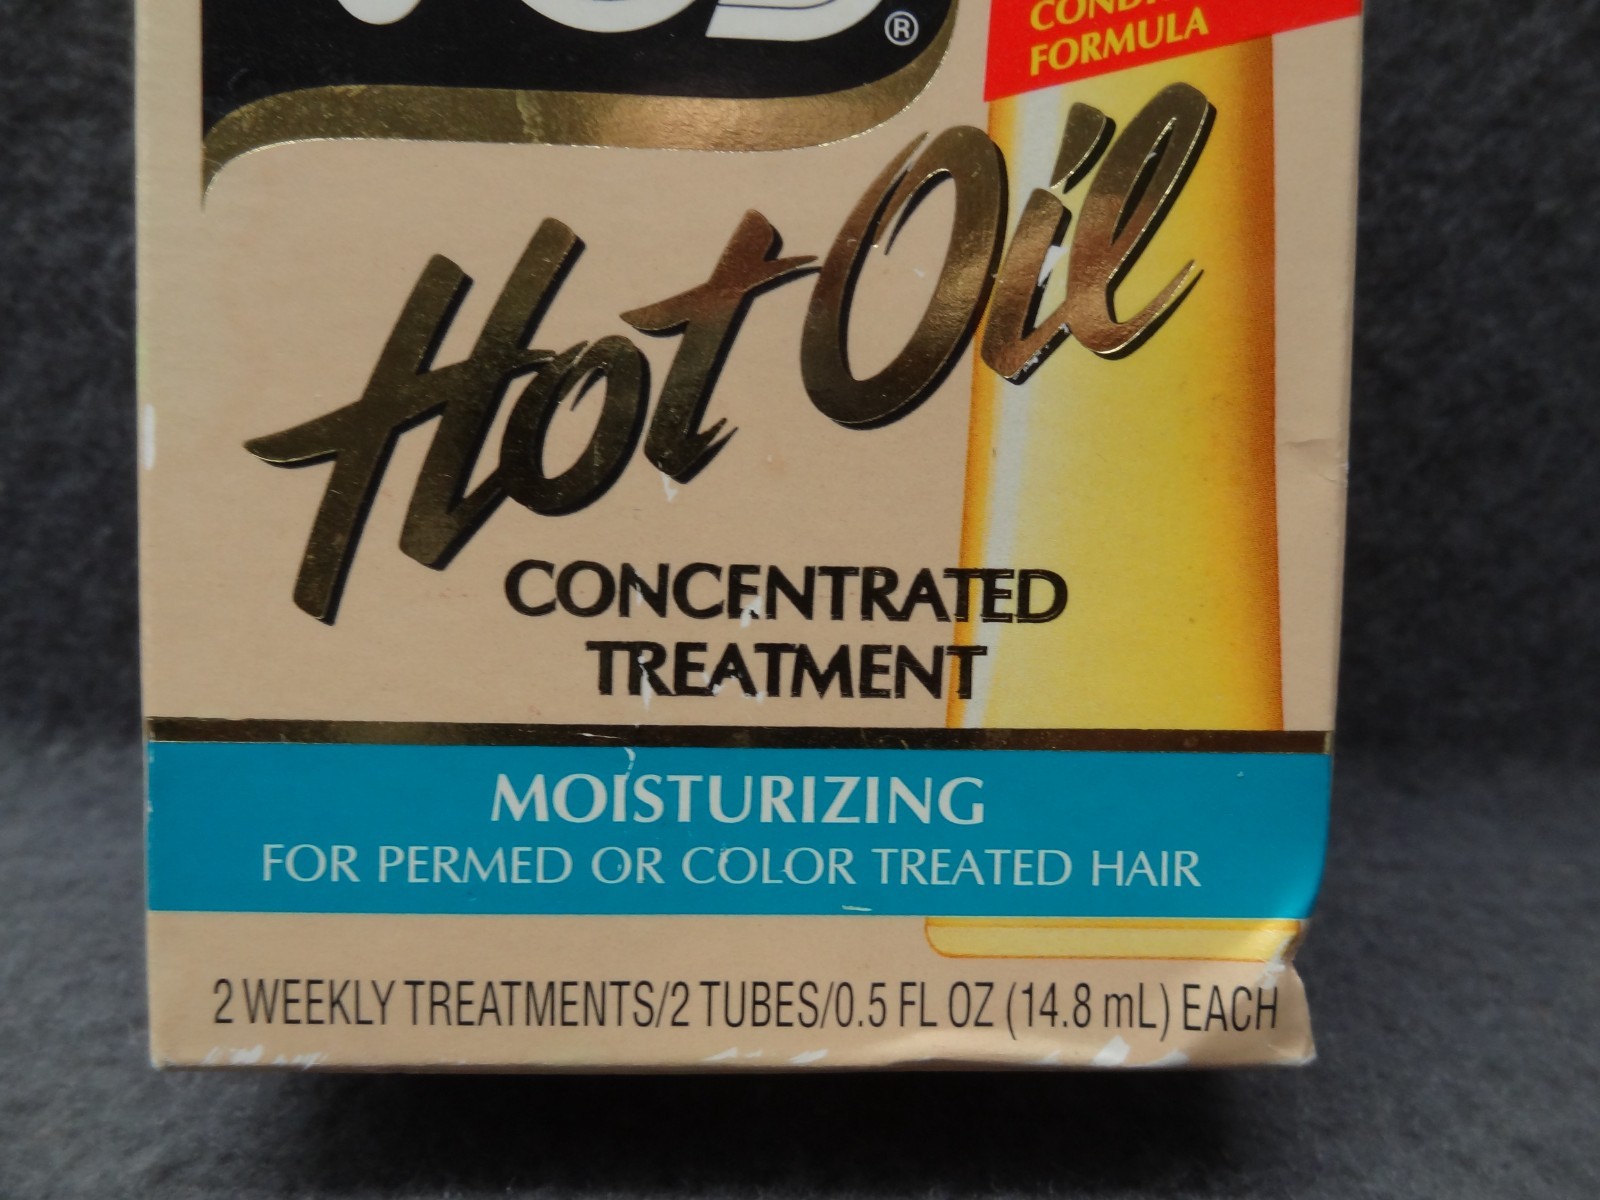 ®
FORMULA
Hot Oil
CONCENTRATED
TREATMENT
MOISTURIZING
FOR PERMED OR COLOR TREATED HAIR
2 WEEKLY TREATMENTS/2 TUBES/0.5 FL OZ (14.8 mL) EACH